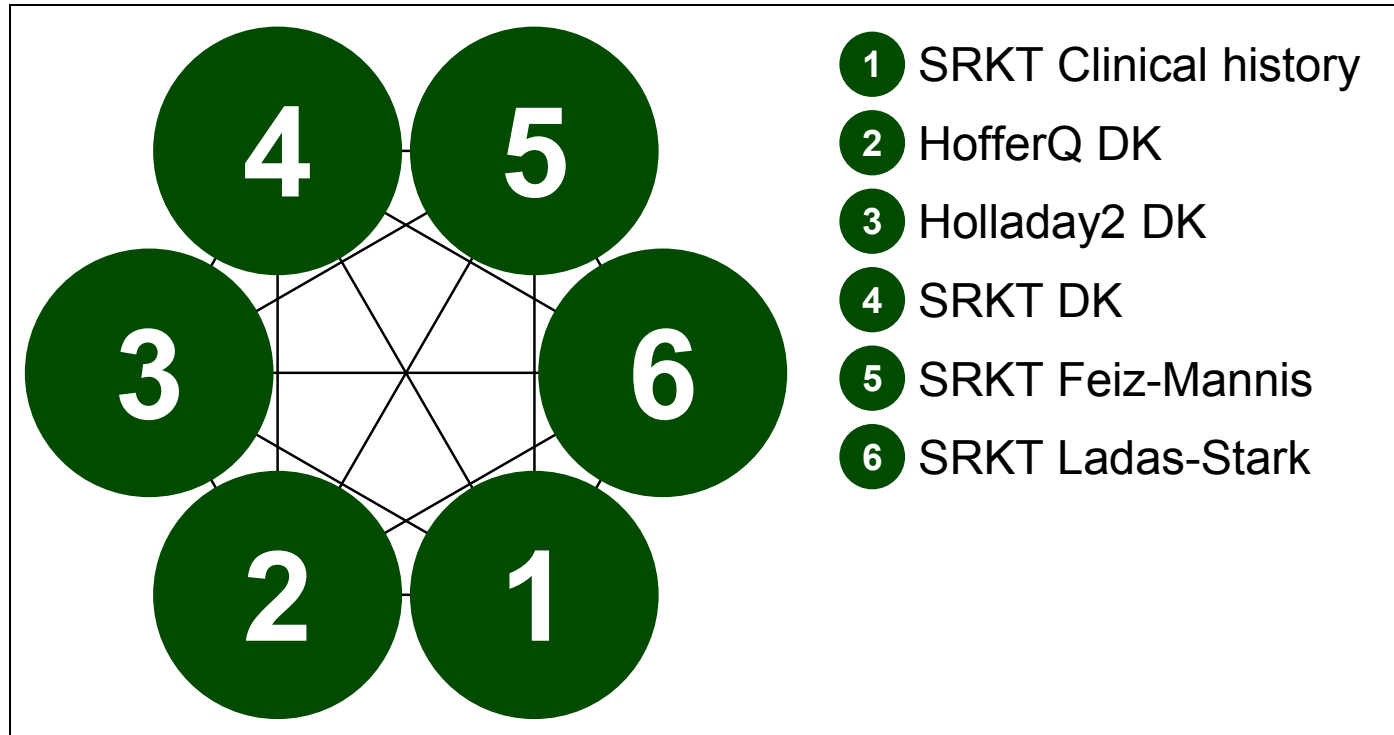 4
5
3
6
2
1
1 SRKT Clinical history
2 HofferQ DK
3 Holladay2 DK
4 SRKT DK
5 SRKT Feiz-Mannis
6 SRKT Ladas-Stark